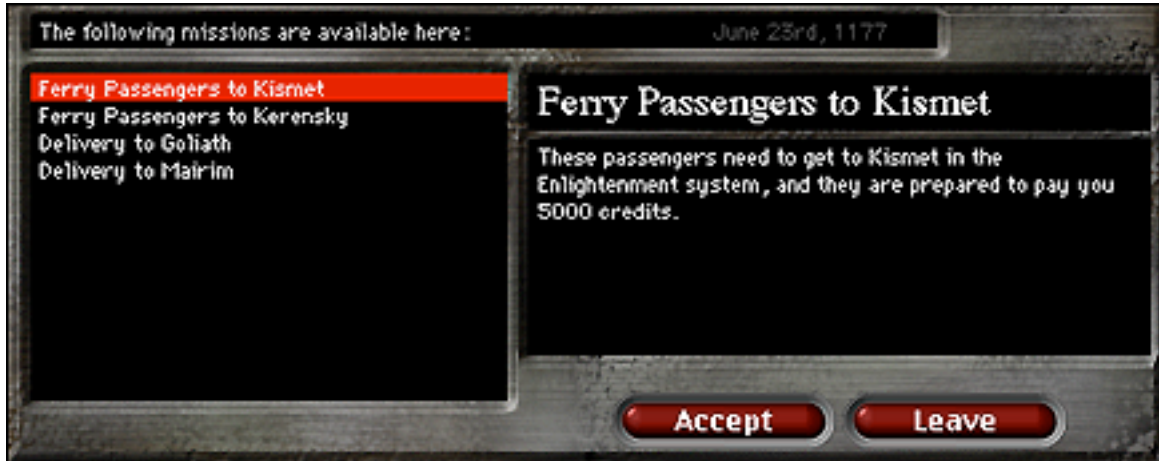 The following missions are available here: June 23rd, 1177
Ferry Passengers to Kismet
Ferry Passengers to Kerensky
Delivery to Goliath
Delivery to Mairim
Ferry Passengers to Kismet
These passengers need to get to Kismet in the
Enlightenment system, and they are prepared to pay you
5000 credits.
Accept Leave